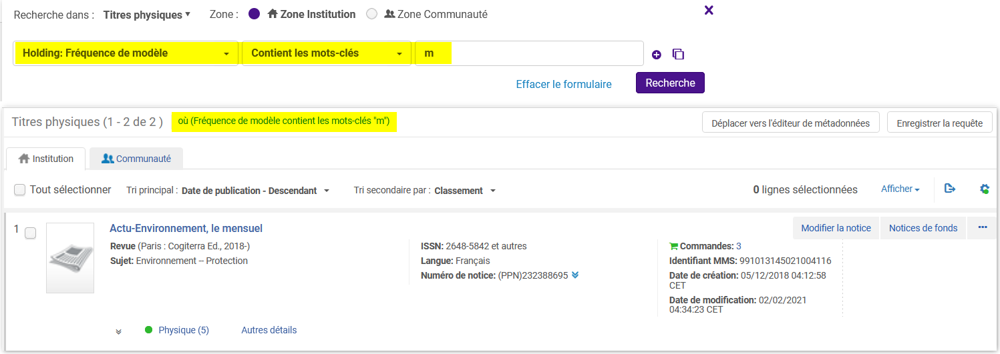 Recherche dans : Titres physiques Zone : Zone Institution Zone Communauté
Holding: Fréquence de modèle Contient les mots-clés m
Effacer le formulaire Recherche
Titres physiques (1 - 2 de 2 ) où (Fréquence de modèle contient les mots-clés "m") Déplacer vers l'éditeur de métadonnées Enregistrer la requête
Institution Communauté
Tout sélectionner Tri principal : Date de publication - Descendant Tri secondaire par : Classement 0 lignes sélectionnées Afficher
1 Actu-Environnement, le mensuel Modifier la notice Notices de fonds ...
Revue (Paris : Cogiterra Ed., 2018-) ISSN: 2648-5842 et autres Commandes: 3
Sujet: Environnement -- Protection Langue: Français Identifiant MMS: 991013145021004116
Numéro de notice: (PPN)232388695 Date de création: 05/12/2018 04:12:58
CET
Date de modification: 02/02/2021
04:34:23 CET
Physique (5) Autres détails